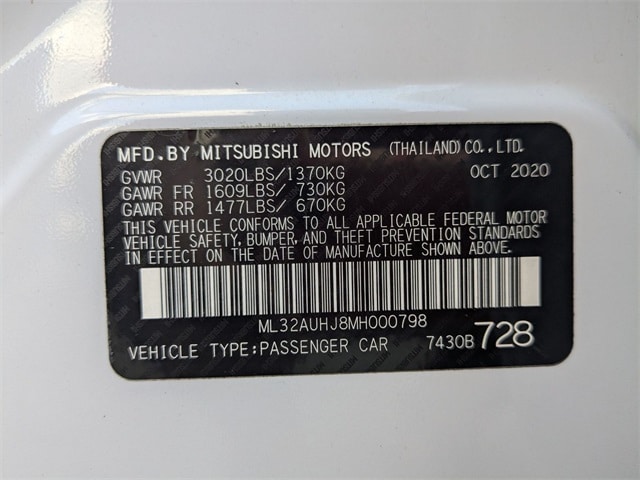 MFD.BY MITSUBISHI MOTORS (THAILAND)CO.,LTD.
GVWR 3020LBS/1370KG OCT 2020
GAWR FR 1609LBS/ 730KG
GAWR RR 1477LBS/ 670KG
THIS VEHICLE CONFORMS TO ALL APPLICABLE FEDERAL MOTOR
VEHICLE SAFETY, BUMPER, AND THEFT PREVENTION STANDARDS
IN EFFECT ON THE DATE OF MANUFACTURE SHOWN ABOVE.
ML32AUHJ8MH000798
VEHICLE TYPE:PASSENGER CAR 7430B 728